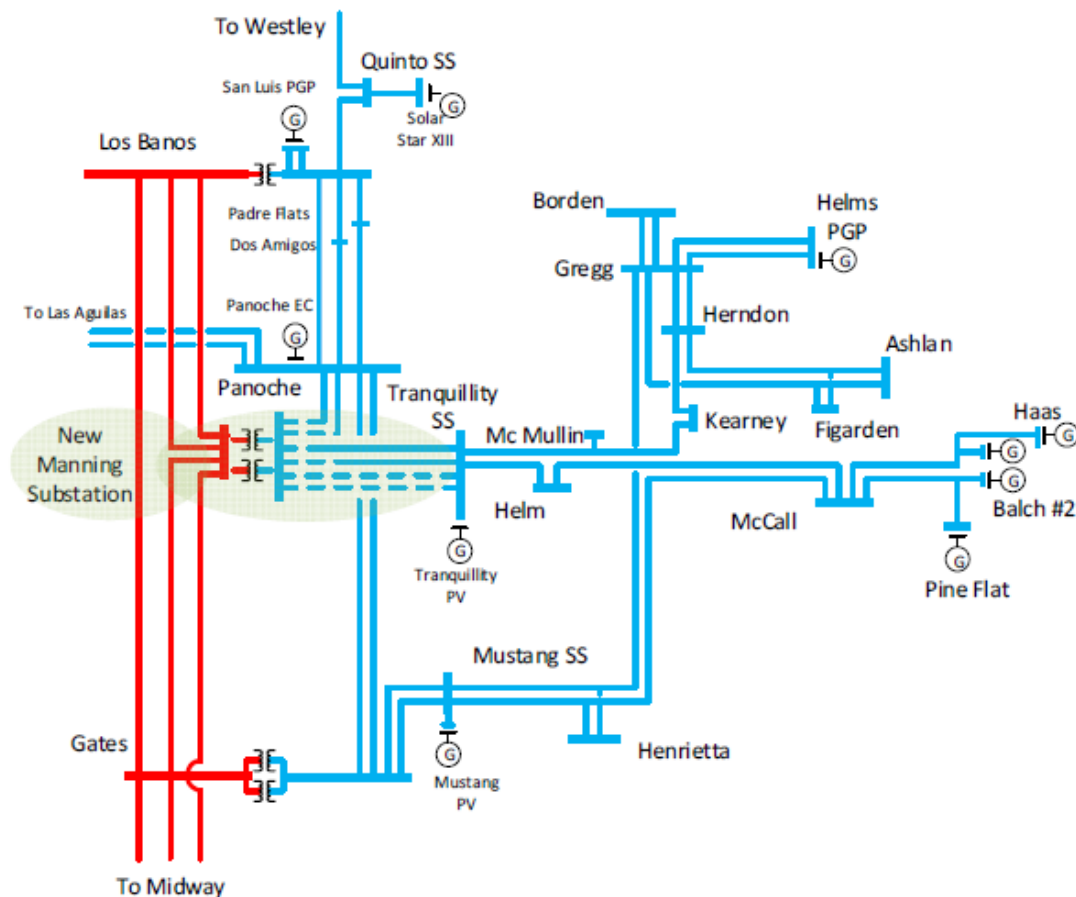 To Westley
Quinto SS
San Luis PGP
G
G
Solar
Star XIII
Los Banos
Borden
Helms
PGP
Padre Flats
Dos Amigos
Gregg
G
Panoche EC
To Las Aguilas
G
Herndon
Ashlan
Panoche
Tranquillity
SS
Kearney
Haas
New
Manning
Substation
Mc Mullin
Figarden
G
G
Helm
McCall
G
Balch #2
G
Tranquillity
PV
G
Pine Flat
Mustang SS
Gates
Henrietta
G
Mustang
PV
To Midway